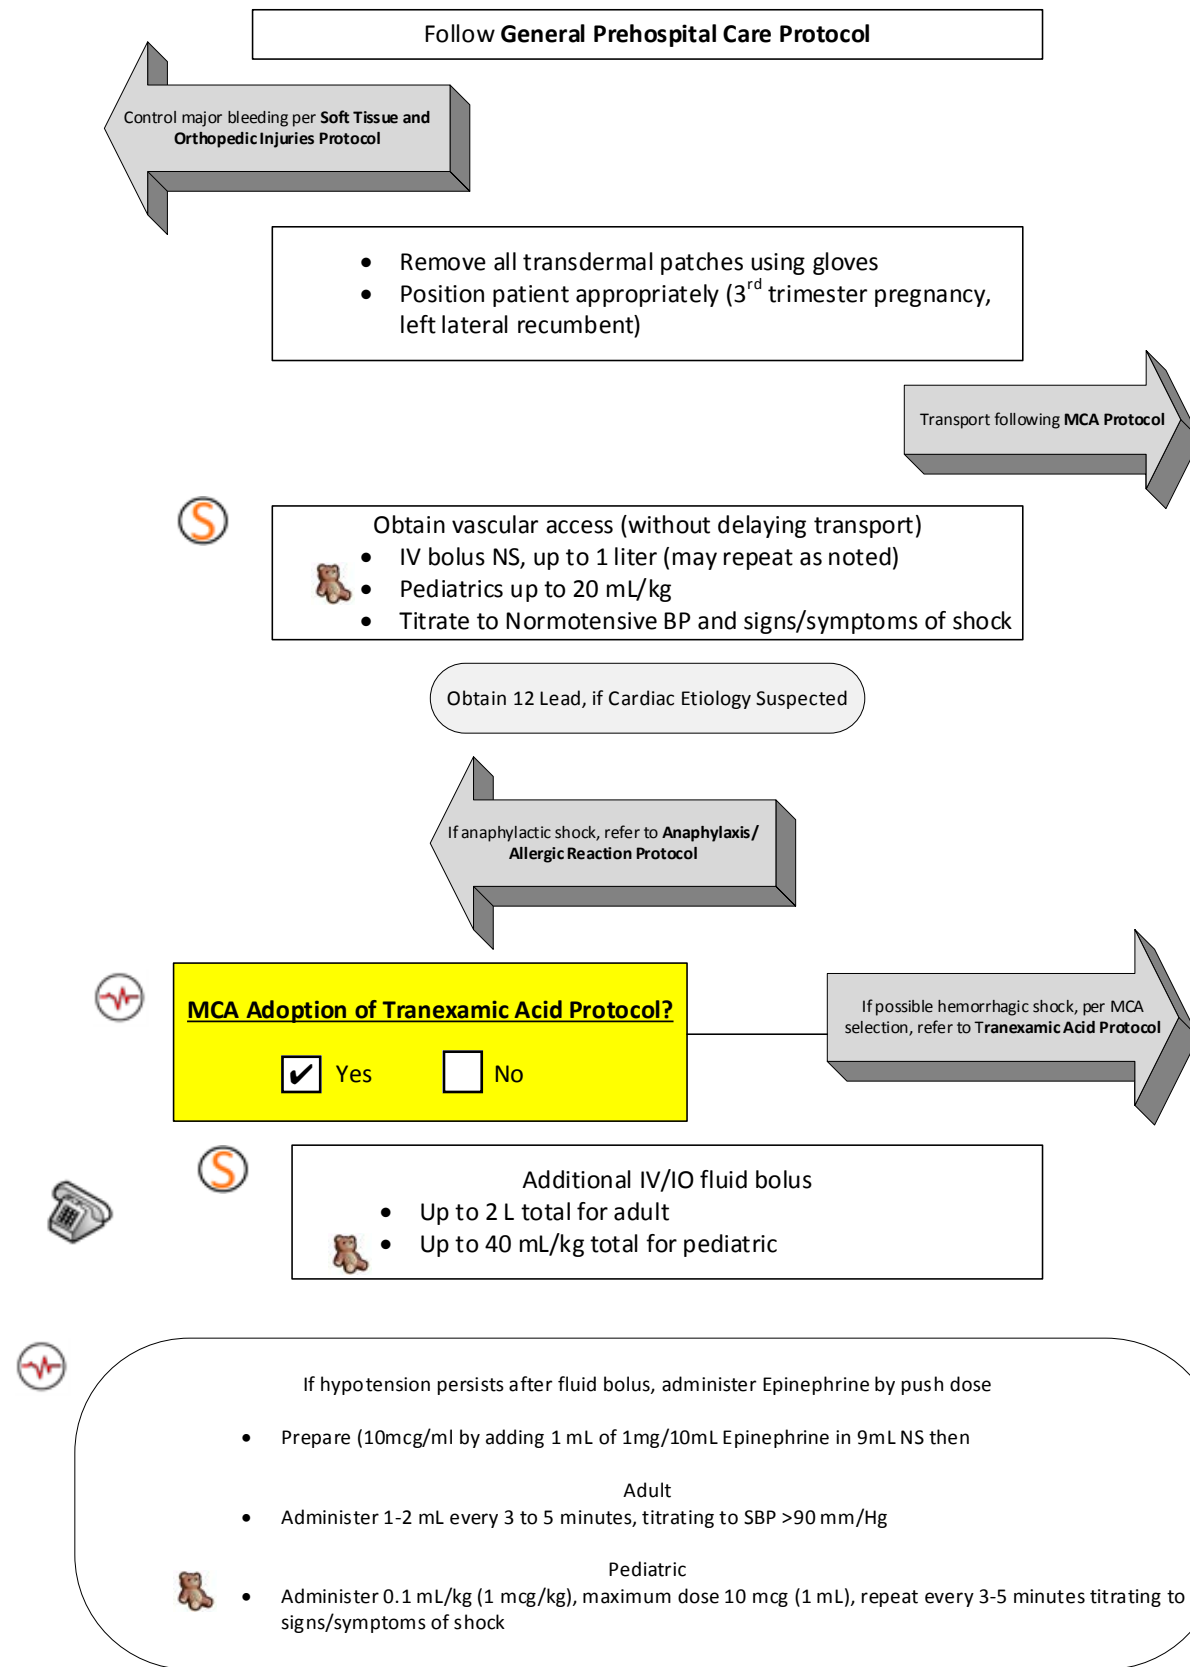 Follow General Prehospital Care Protocol
Control major bleeding per Soft Tissue and
Orthopedic Injuries Protocol
• Remove all transdermal patches using gloves
• Position patient appropriately (3rd trimester pregnancy,
left lateral recumbent)
Transport following MCA Protocol
S
Obtain vascular access (without delaying transport)
• IV bolus NS, up to 1 liter (may repeat as noted)
• Pediatrics up to 20 mL/kg
• Titrate to Normotensive BP and signs/symptoms of shock
Obtain 12 Lead, if Cardiac Etiology Suspected
If anaphylactic shock, refer to Anaphylaxis/
Allergic Reaction Protocol
MCA Adoption of Tranexamic Acid Protocol?
✔ Yes No
If possible hemorrhagic shock, per MCA
selection, refer to Tranexamic Acid Protocol
S
Additional IV/IO fluid bolus
• Up to 2 L total for adult
• Up to 40 mL/kg total for pediatric
If hypotension persists after fluid bolus, administer Epinephrine by push dose
• Prepare (10mcg/ml by adding 1 mL of 1mg/10mL Epinephrine in 9mL NS then
Adult
• Administer 1-2 mL every 3 to 5 minutes, titrating to SBP >90 mm/Hg
Pediatric
• Administer 0.1 mL/kg (1 mcg/kg), maximum dose 10 mcg (1 mL), repeat every 3-5 minutes titrating to
signs/symptoms of shock